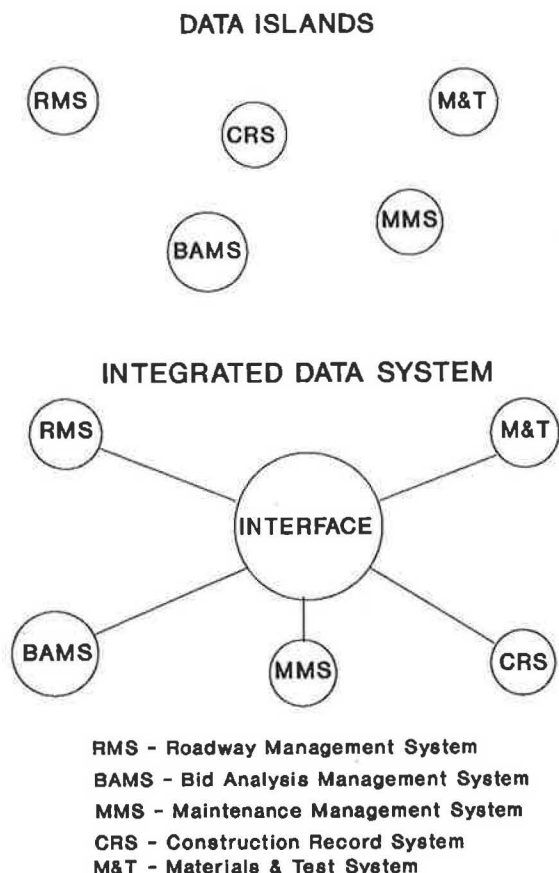 DATA ISLANDS
RMS
CRS
M&T
BAMS
MMS
INTEGRATED DATA SYSTEM
RMS
M&T
INTERFACE
BAMS
MMS
CRS
RMS - Roadway Management System
BAMS - Bid Analysis Management System
MMS - Maintenance Management System
CRS - Construction Record System
M&T - Materials & Test System